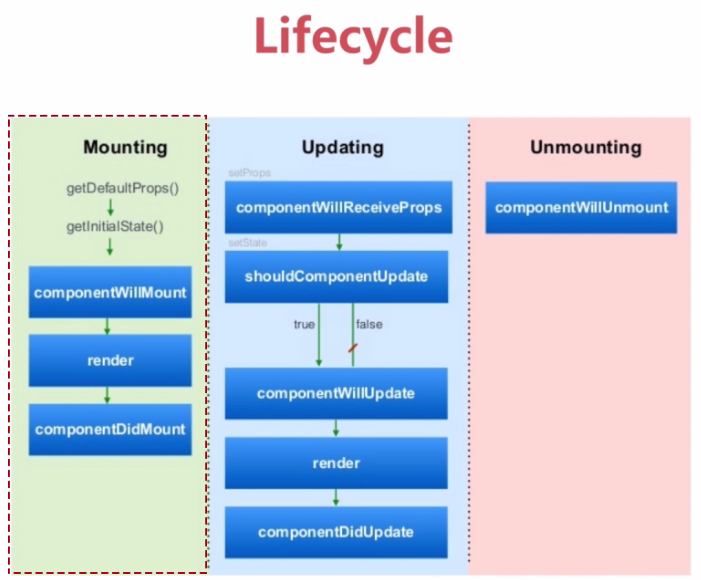 Lifecycle
Mounting
getDefaultProps()
getInitialState()
componentWillMount
render
componentDidMount
Updating
setProps
componentWillReceiveProps
setState
shouldComponentUpdate
true
false
componentWillUpdate
render
componentDidUpdate
Unmounting
componentWillUnmount